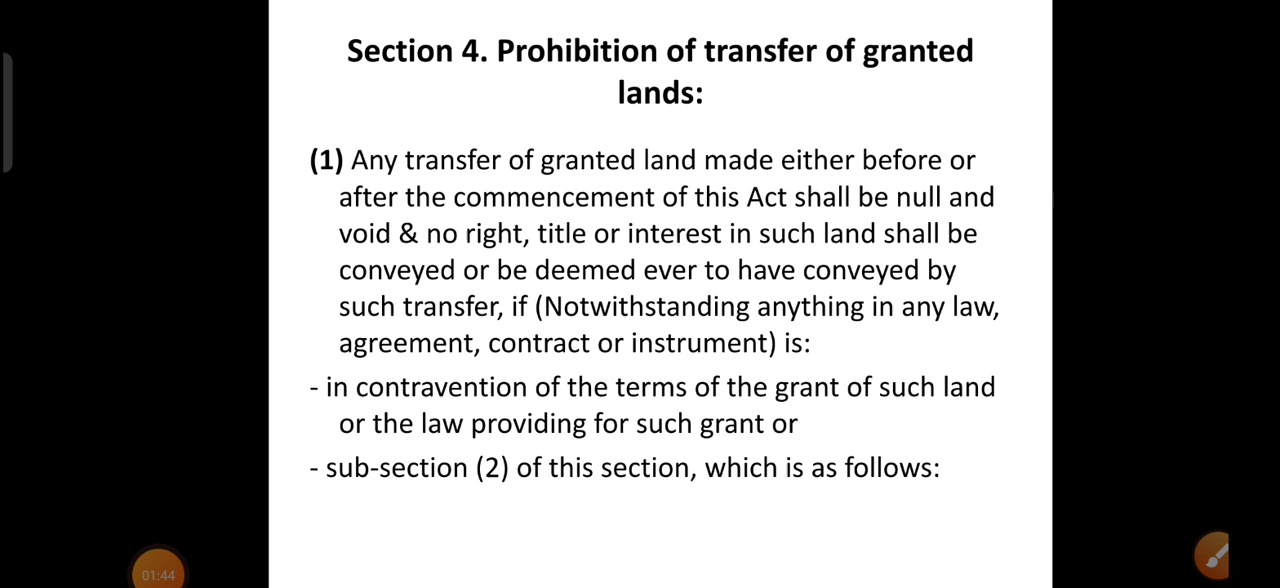 Section 4. Prohibition of transfer of granted
lands:
(1) Any transfer of granted land made either before or
after the commencement of this Act shall be null and
void & no right, title or interest in such land shall be
conveyed or be deemed ever to have conveyed by
such transfer, if (Notwithstanding anything in any law,
agreement, contract or instrument) is:
- in contravention of the terms of the grant of such land
or the law providing for such grant or
- sub-section (2) of this section, which is as follows:
01:44